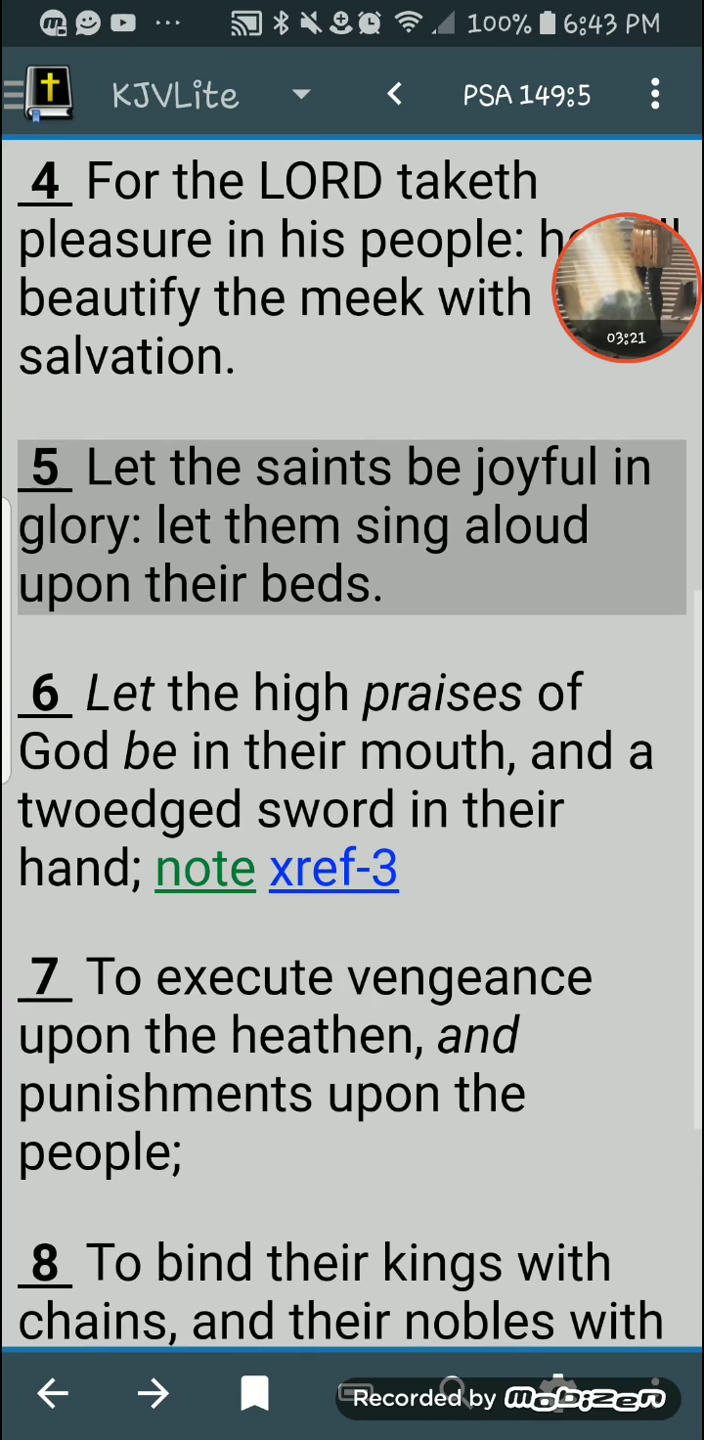 100% 6:43 PM
KJVLite PSA 149:5
4 For the LORD taketh
pleasure in his people:
beautify the meek with
salvation.
03:21
5 Let the saints be joyful in
glory: let them sing aloud
upon their beds.
6 Let the high praises of
God be in their mouth, and a
twoedged sword in their
hand; note xref-3
7 To execute vengeance
upon the heathen, and
punishments upon the
people;
8 To bind their kings with
chains, and their nobles with
Recorded by mobizen